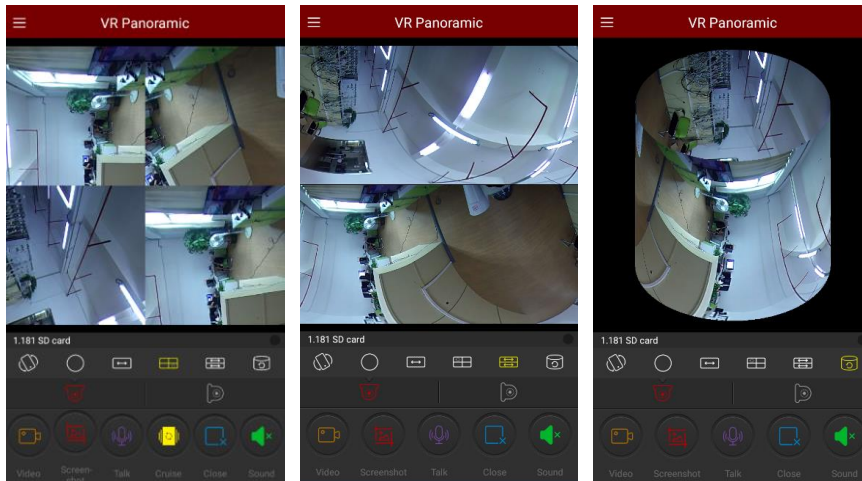 VR Panoramic
1.181 SD card
Video
Screen-
shot
Talk
Cruise
Close
Sound
VR Panoramic
1.181 SD card
Video
Screenshot
Talk
Close
Sound
VR Panoramic
1.181 SD card
Video
Screenshot
Talk
Close
Sound